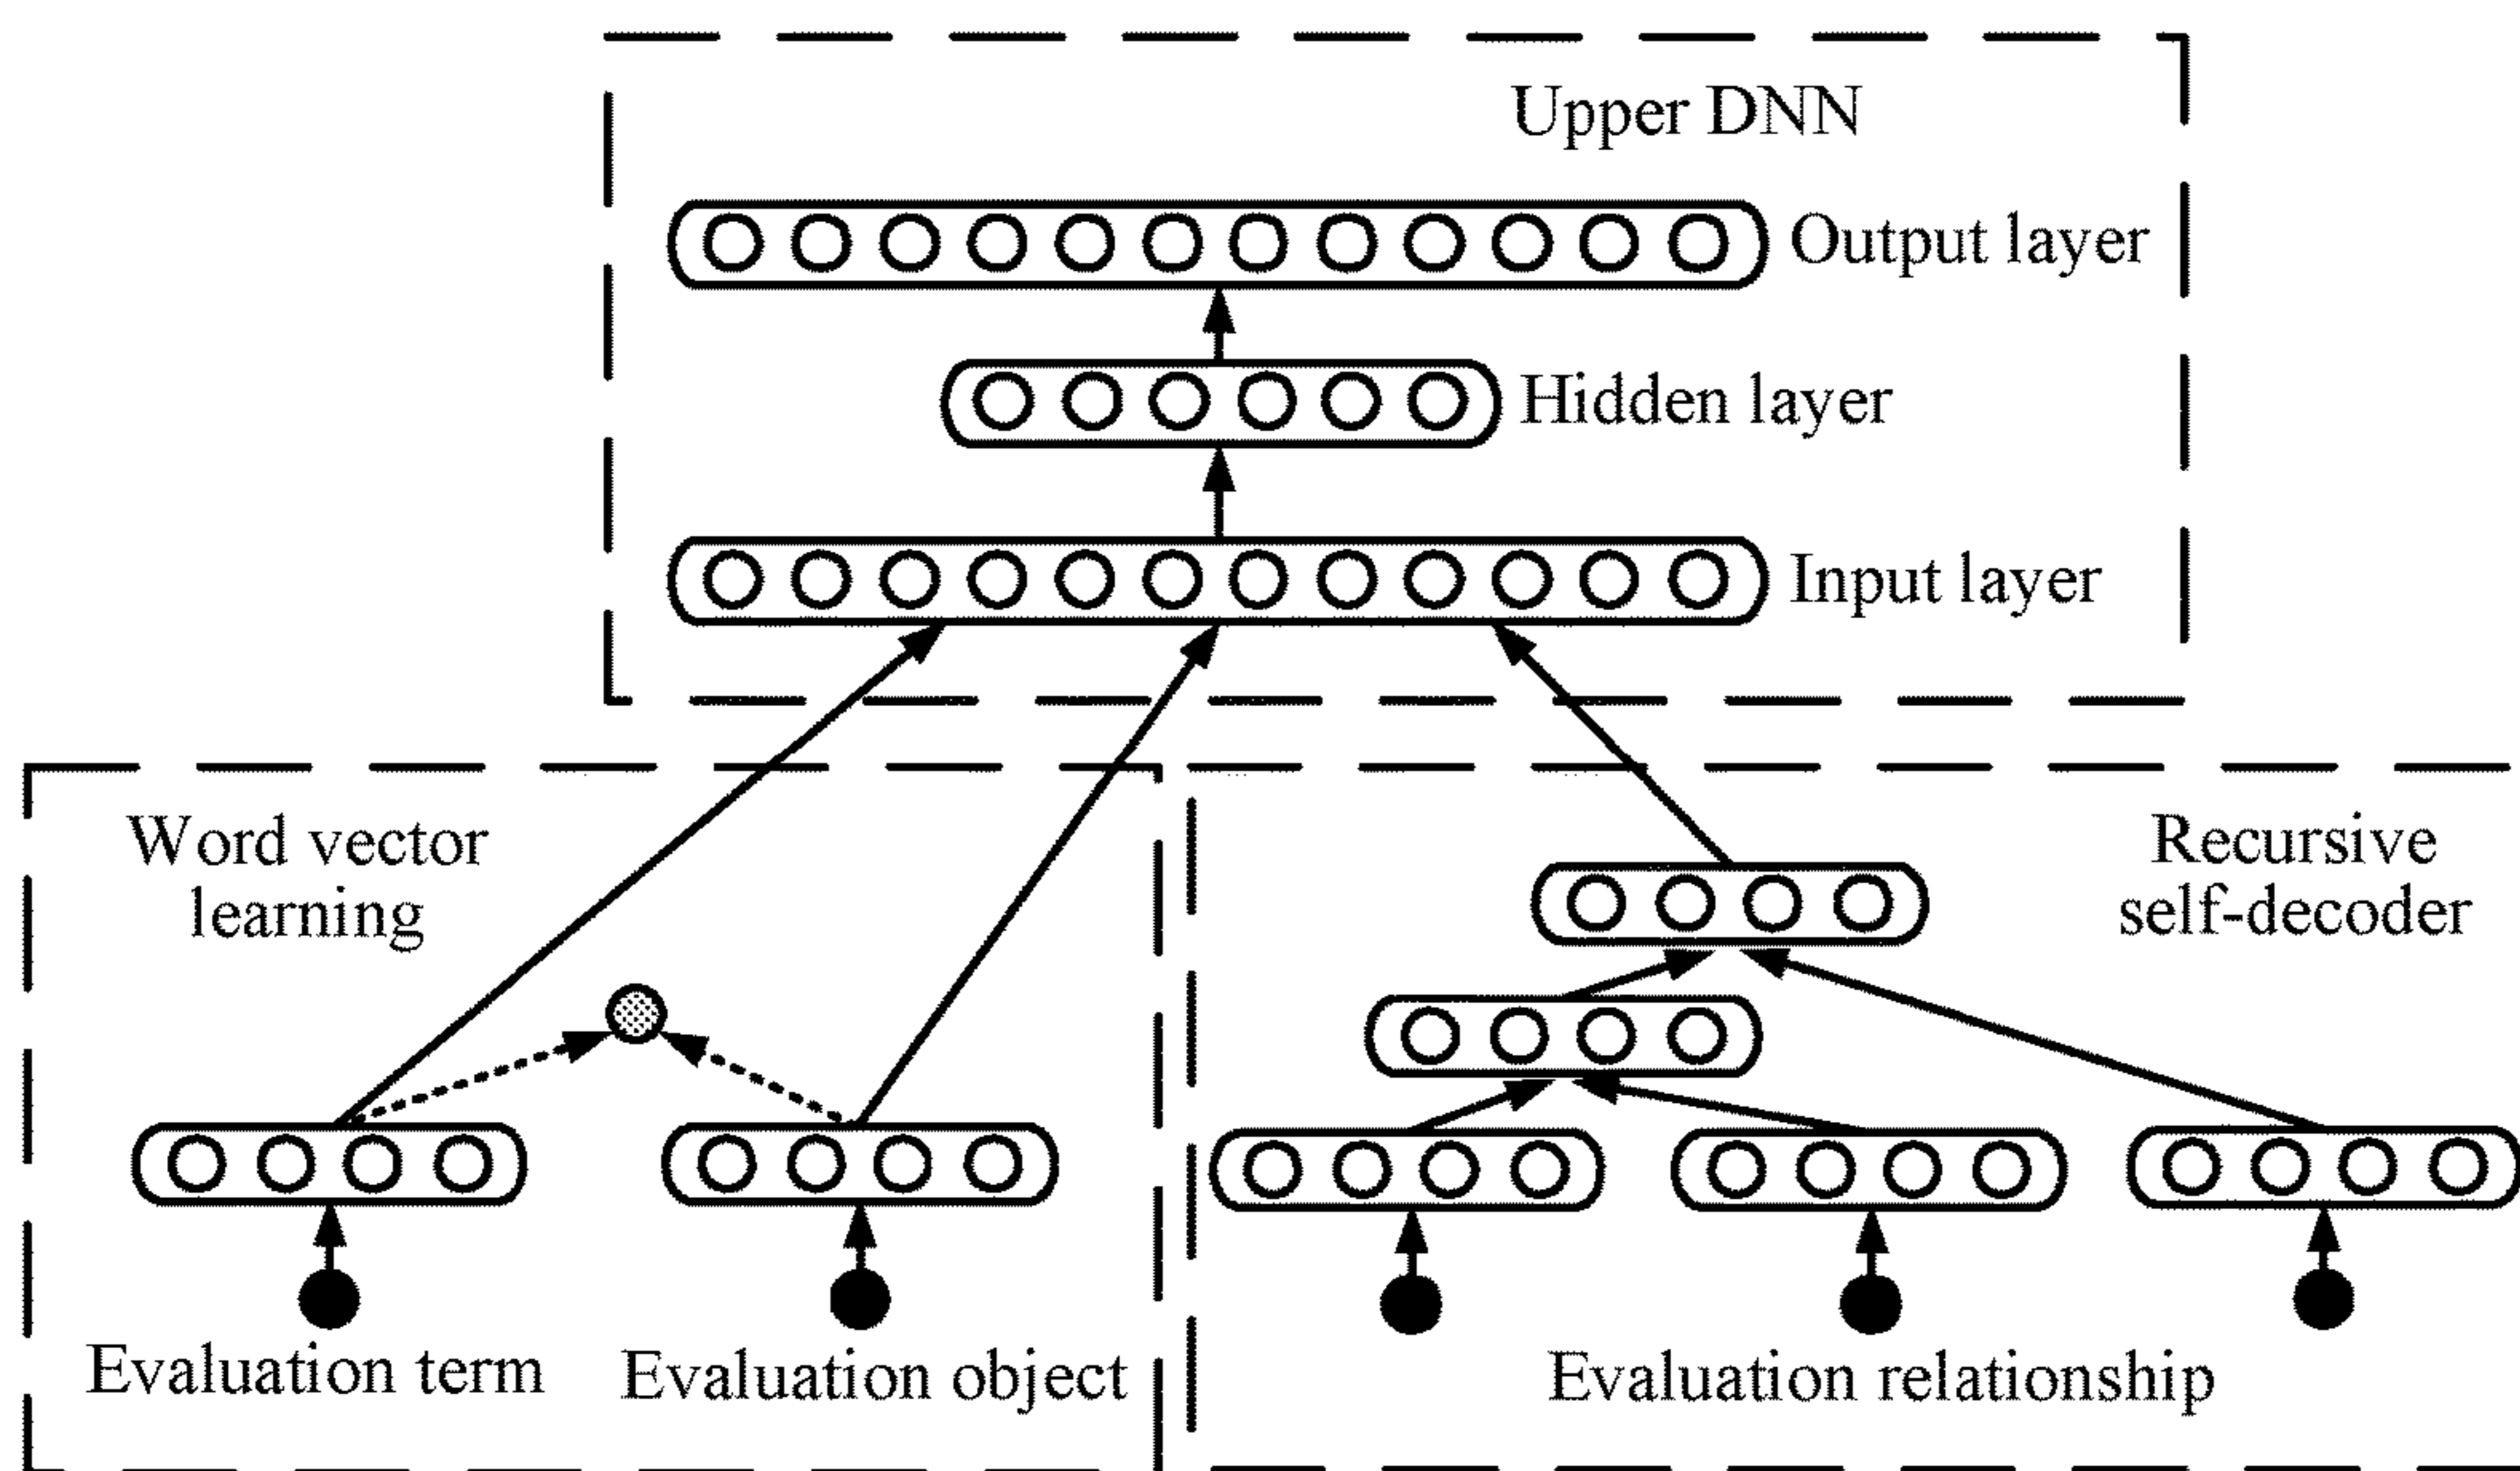 Upper DNN
Output layer
Hidden layer
Input layer
Word vector
learning
Recursive
self-decoder
Evaluation term
Evaluation object
Evaluation relationship